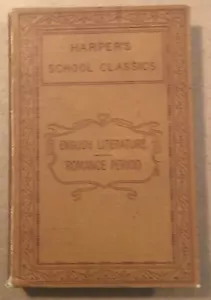 HARPER'S
SCHOOL CLASSICS
ENGLISH LITERATURE
ROMANCE PERIOD